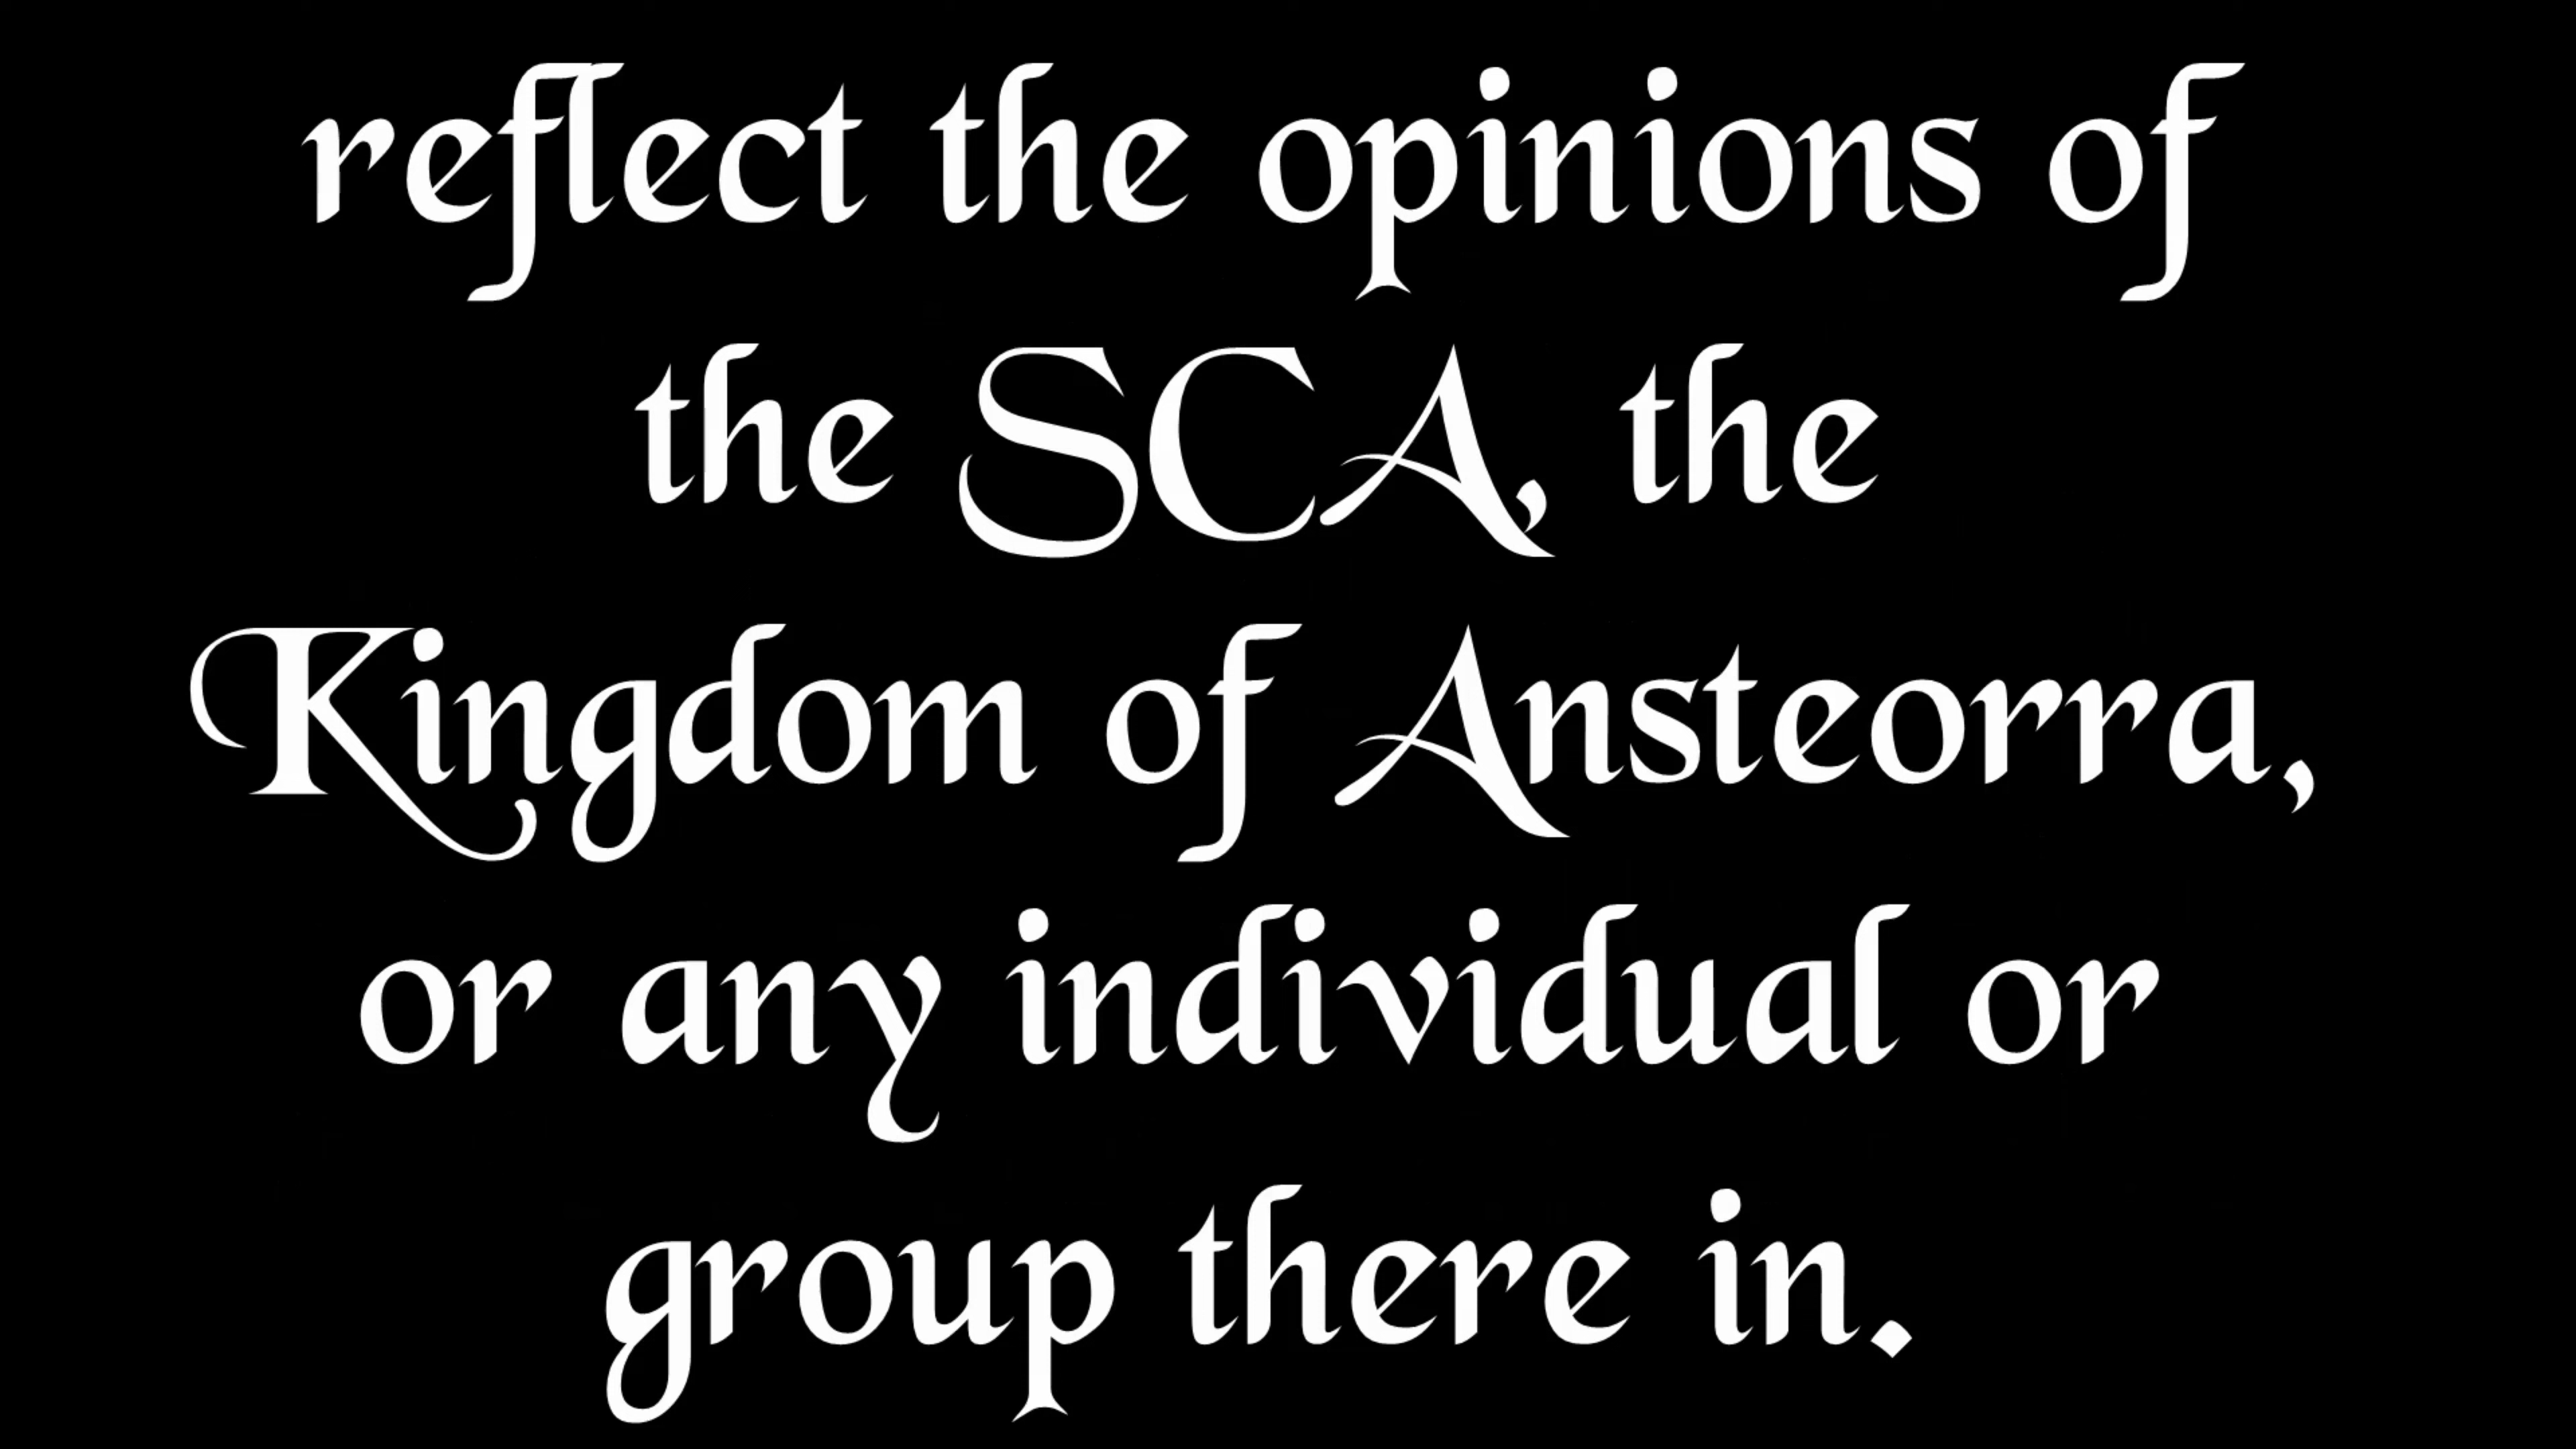 reflect the opinions of
the SCA, the
Kingdom of Ansteorra,
or any individual or
group there in.